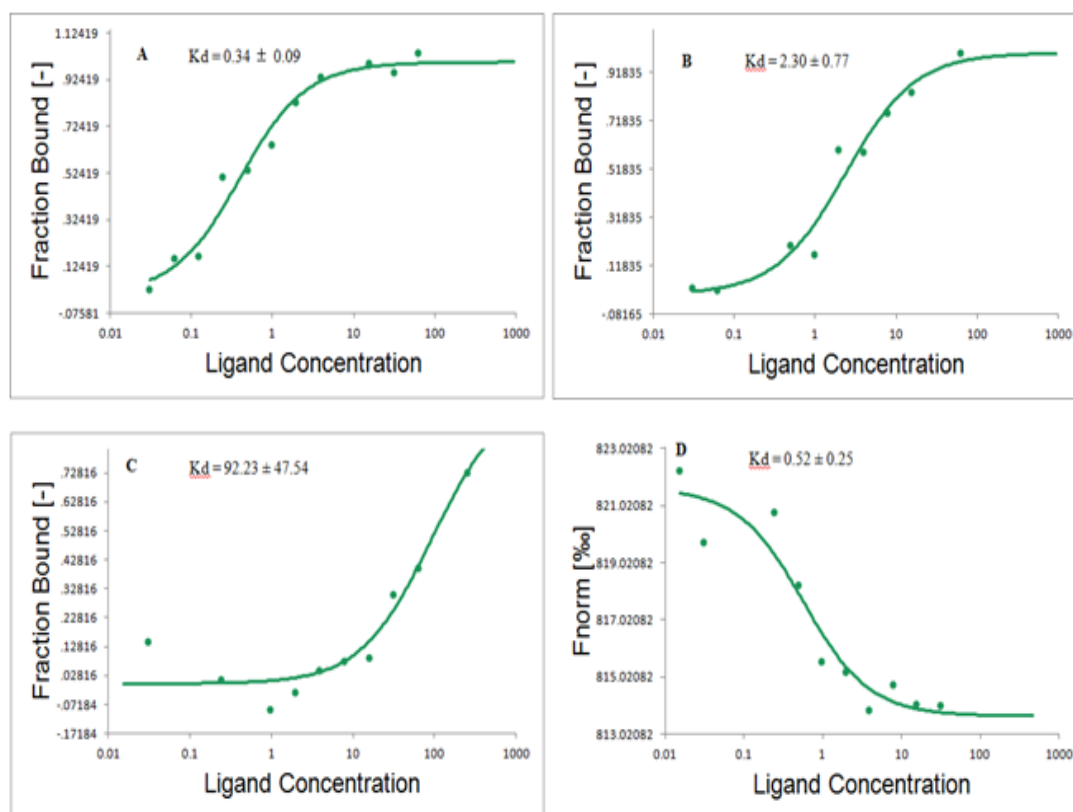 A
Kd = 0.34 ± 0.09
Fraction Bound [-]
1.12419
.92419
.72419
.52419
.32419
.12419
-.07581
0.01 0.1 1 10 100 1000
Ligand Concentration
B
Kd = 2.30 ± 0.77
Fraction Bound [-]
.91835
.71835
.51835
.31835
.11835
-.08165
0.01 0.1 1 10 100 1000
Ligand Concentration
C
Kd = 92.23 ± 47.54
Fraction Bound [-]
.72816
.62816
.52816
.42816
.32816
.22816
.12816
.02816
-.07184
-.17184
0.01 0.1 1 10 100 1000
Ligand Concentration
D
Kd = 0.52 ± 0.25
Fnorm [‰]
823.02082
821.02082
819.02082
817.02082
815.02082
813.02082
0.01 0.1 1 10 100 1000
Ligand Concentration